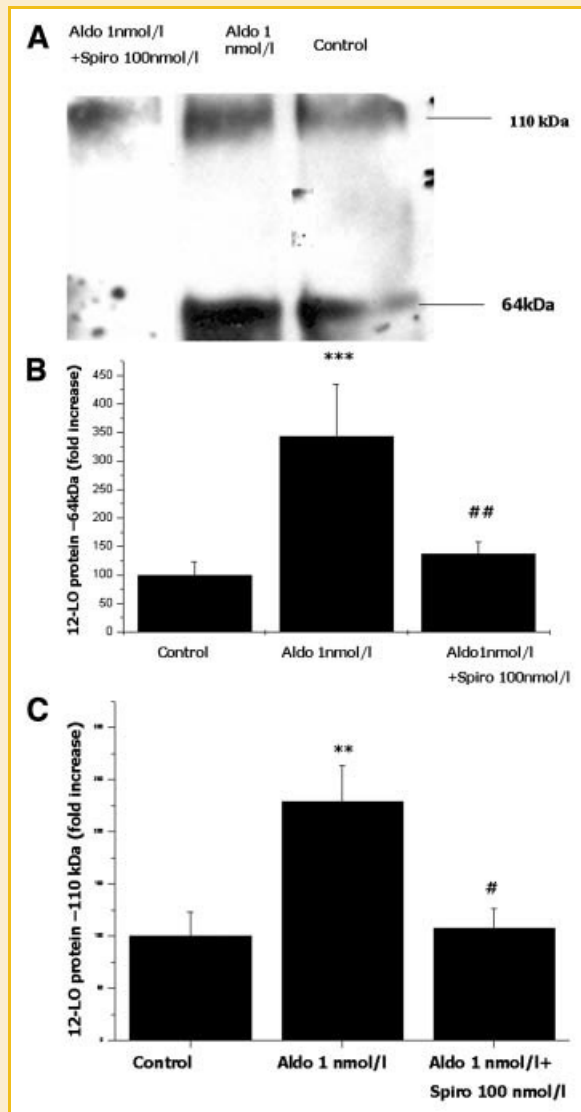 A
Aldo 1nmol/l
+Spiro 100nmol/l
Aldo 1
nmol/l
Control
110 kDa
64kDa
B
12-LO protein –64kDa (fold increase)
450
400
350
300
250
200
150
100
50
0
***
##
Control
Aldo 1nmol/l
Aldo1nmol/l
+Spiro 100nmol/l
C
12-LO protein –110 kDa (fold increase)
**
#
Control
Aldo 1 nmol/l
Aldo 1 nmol/l+
Spiro 100 nmol/l